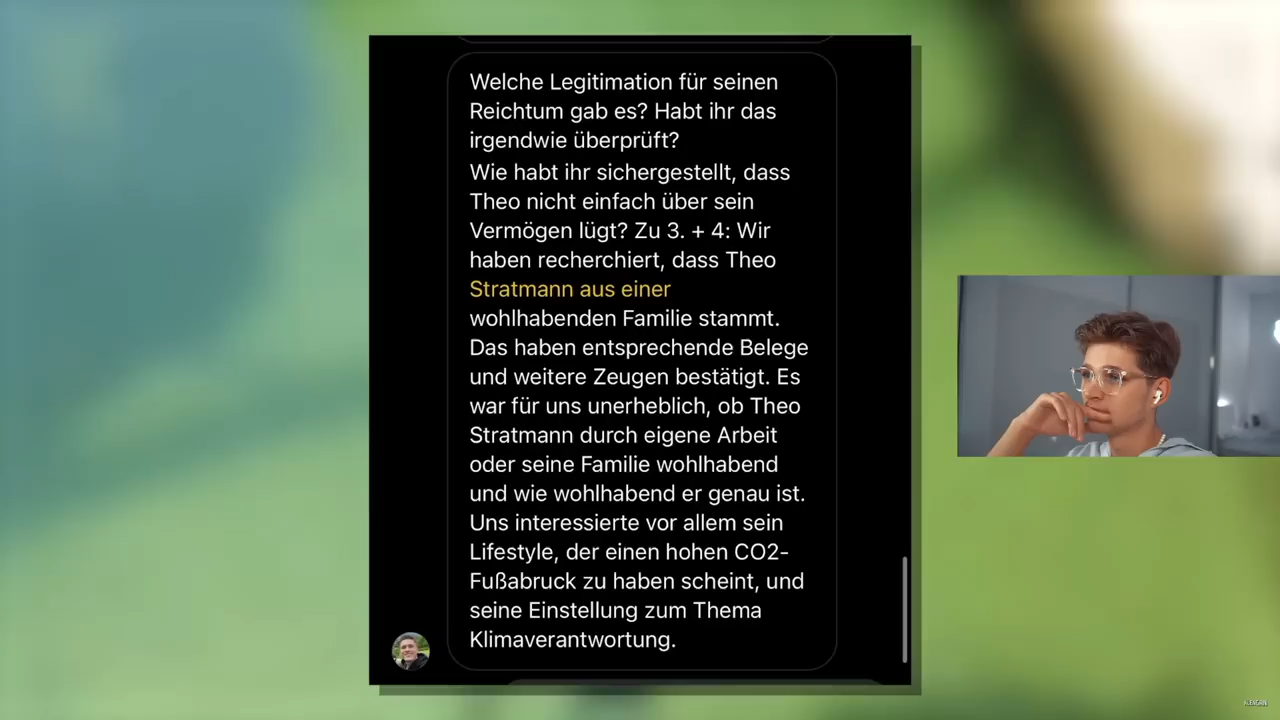 Welche Legitimation für seinen
Reichtum gab es? Habt ihr das
irgendwie überprüft?
Wie habt ihr sichergestellt, dass
Theo nicht einfach über sein
Vermögen lügt? Zu 3. + 4: Wir
haben recherchiert, dass Theo
Stratmann aus einer
wohlhabenden Familie stammt.
Das haben entsprechende Belege
und weitere Zeugen bestätigt. Es
war für uns unerheblich, ob Theo
Stratmann durch eigene Arbeit
oder seine Familie wohlhabend
und wie wohlhabend er genau ist.
Uns interessierte vor allem sein
Lifestyle, der einen hohen CO2-
Fußabruck zu haben scheint, und
seine Einstellung zum Thema
Klimaverantwortung.